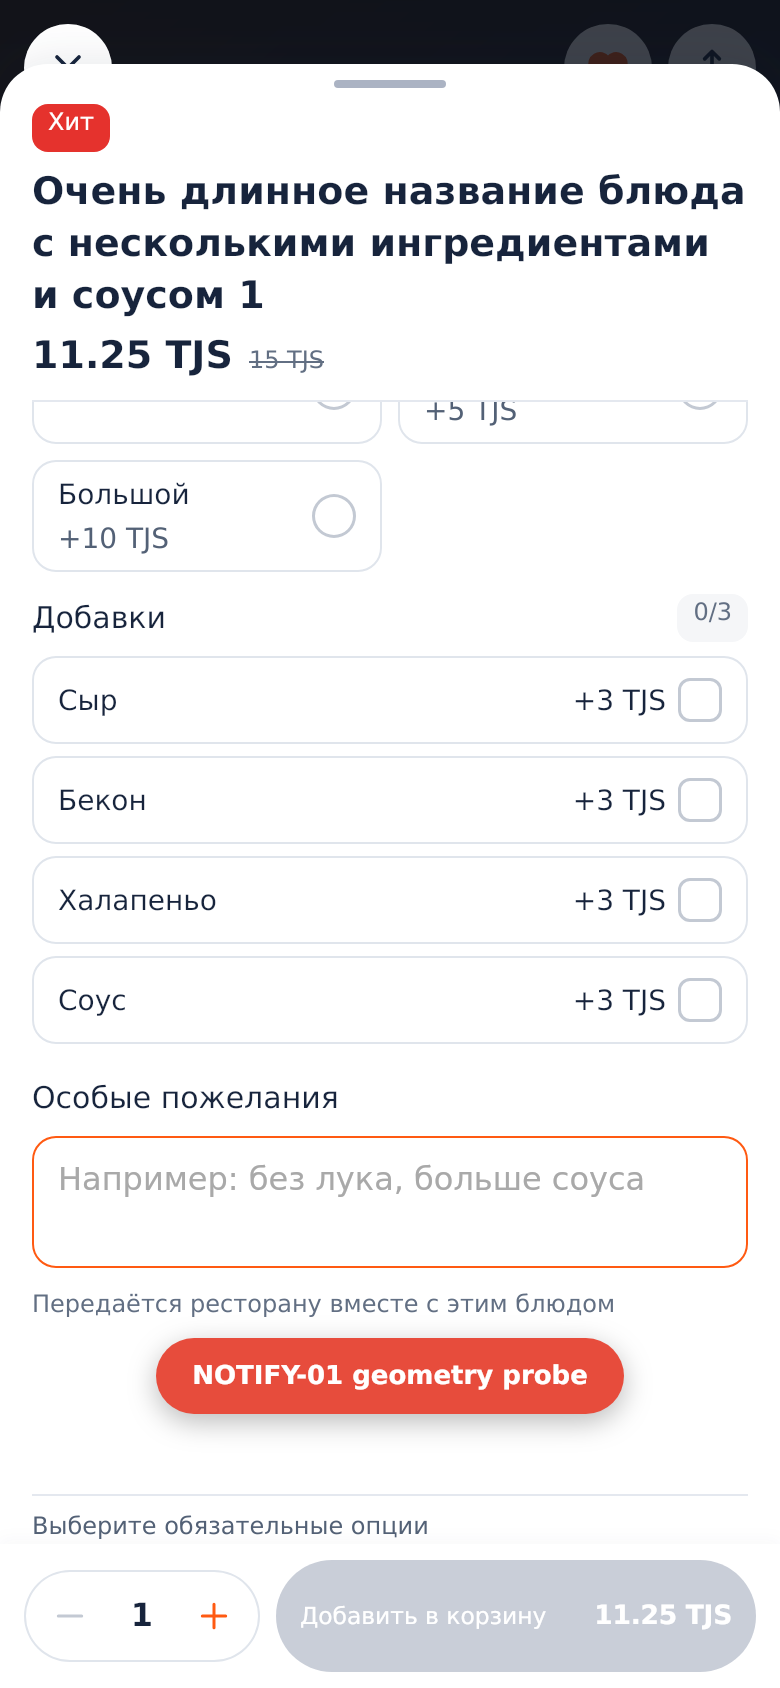 Хит
Очень длинное название блюда
с несколькими ингредиентами
и соусом 1
11.25 TJS 15 TJS
+5 TJS
Большой
+10 TJS
Добавки 0/3
Сыр +3 TJS
Бекон +3 TJS
Халапеньо +3 TJS
Соус +3 TJS
Особые пожелания
Например: без лука, больше соуса
Передаётся ресторану вместе с этим блюдом
NOTIFY-01 geometry probe
Выберите обязательные опции
1 Добавить в корзину 11.25 TJS